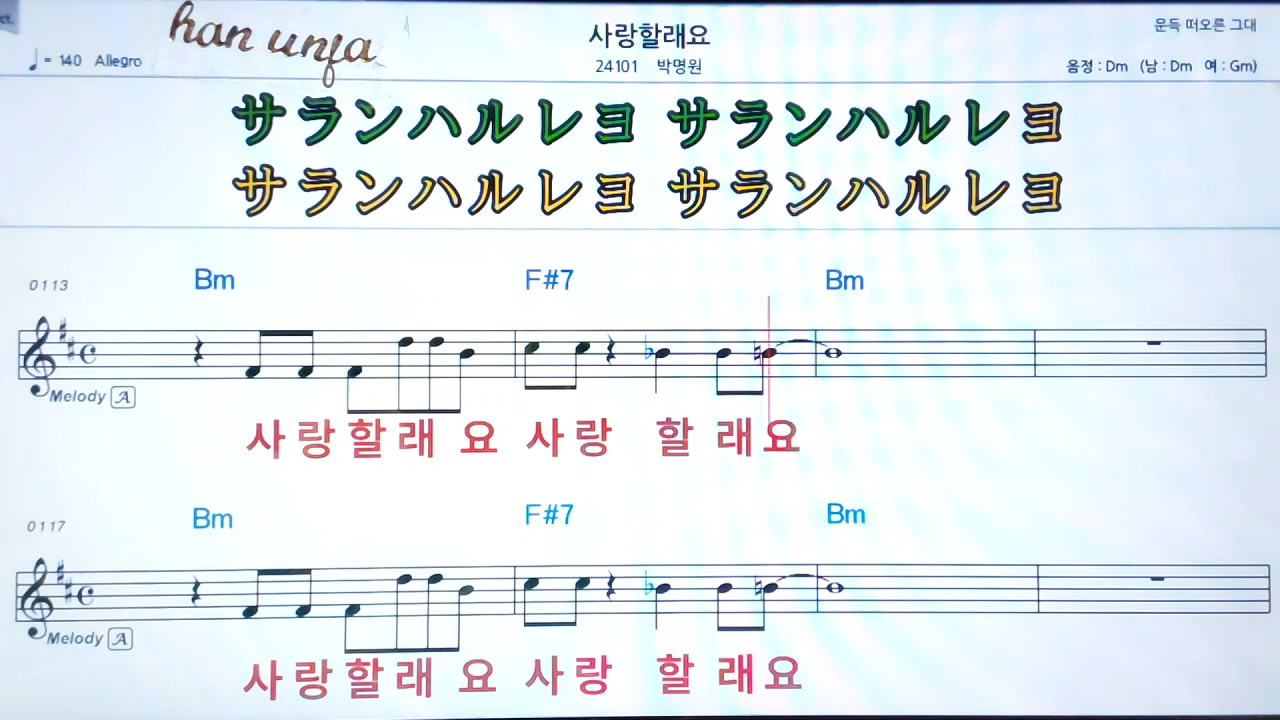 han unfa
사랑할래요
문득 떠오른 그대
♩= 140 Allegro
24101 박명원
음정 : Dm (남 : Dm 여 : Gm)
サランハルレヨ サランハルレヨ
サランハルレヨ サランハルレヨ
0113 Bm F#7 Bm
Melody A
사랑할래 요 사랑 할 래요
0117 Bm F#7 Bm
Melody A
사랑할래 요 사랑 할 래요